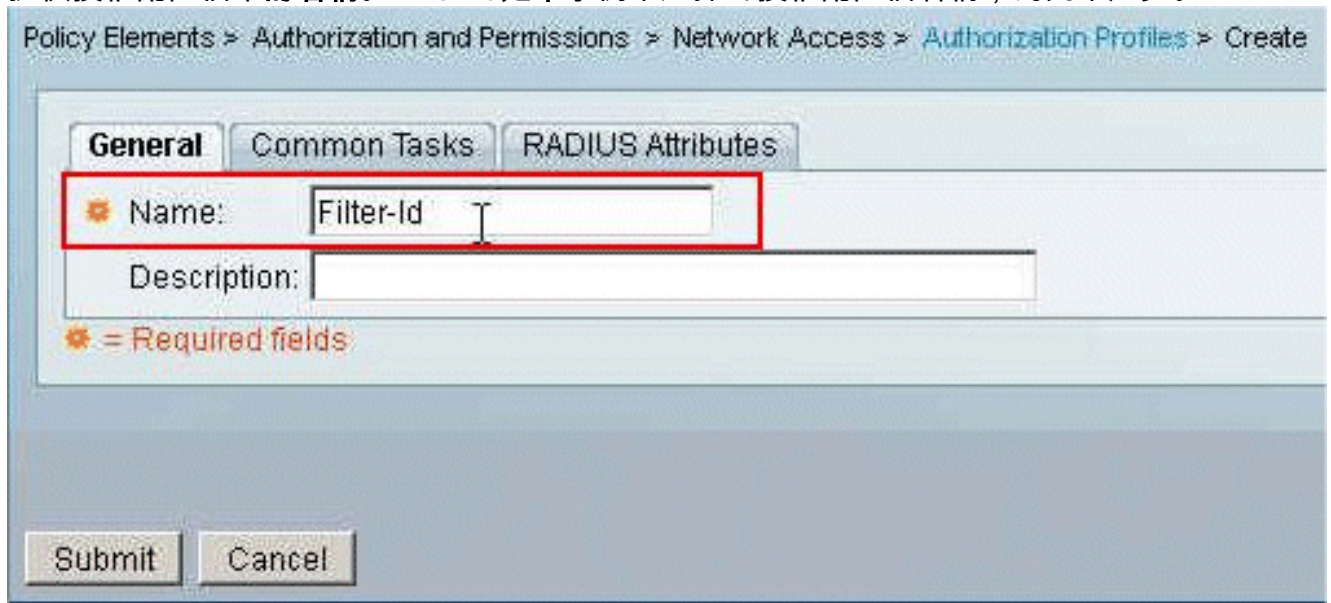 Policy Elements > Authorization and Permissions > Network Access > Authorization Profiles > Create
General
Common Tasks
RADIUS Attributes
Name: Filter-Id
Description:
= Required fields
Submit
Cancel